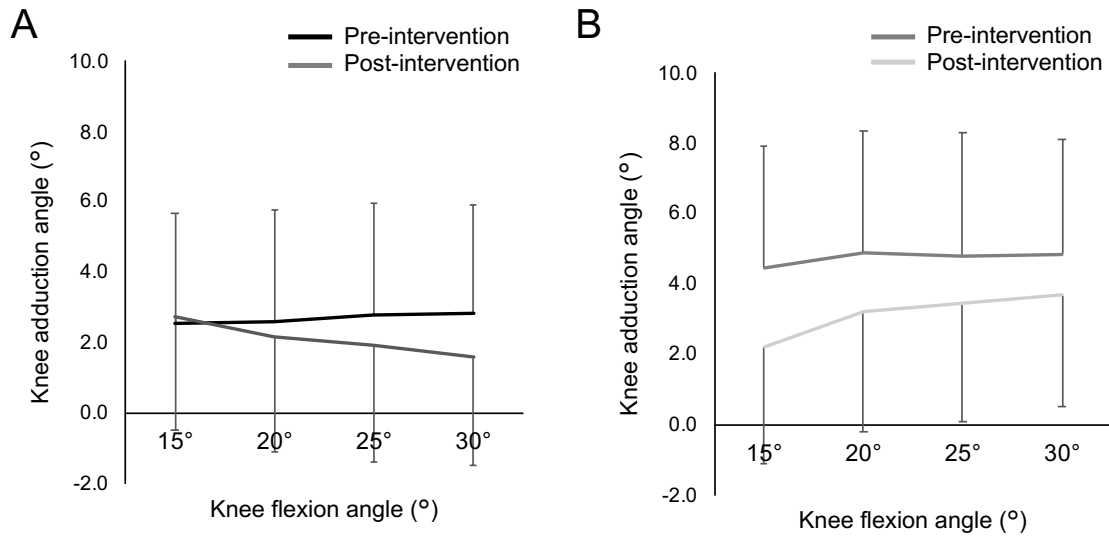 A
Pre-intervention
Post-intervention
10.0
8.0
6.0
4.0
2.0
0.0
-2.0
Knee adduction angle (°)
15° 20° 25° 30°
Knee flexion angle (°)
B
Pre-intervention
Post-intervention
10.0
8.0
6.0
4.0
2.0
0.0
-2.0
Knee adduction angle (°)
15° 20° 25° 30°
Knee flexion angle (°)